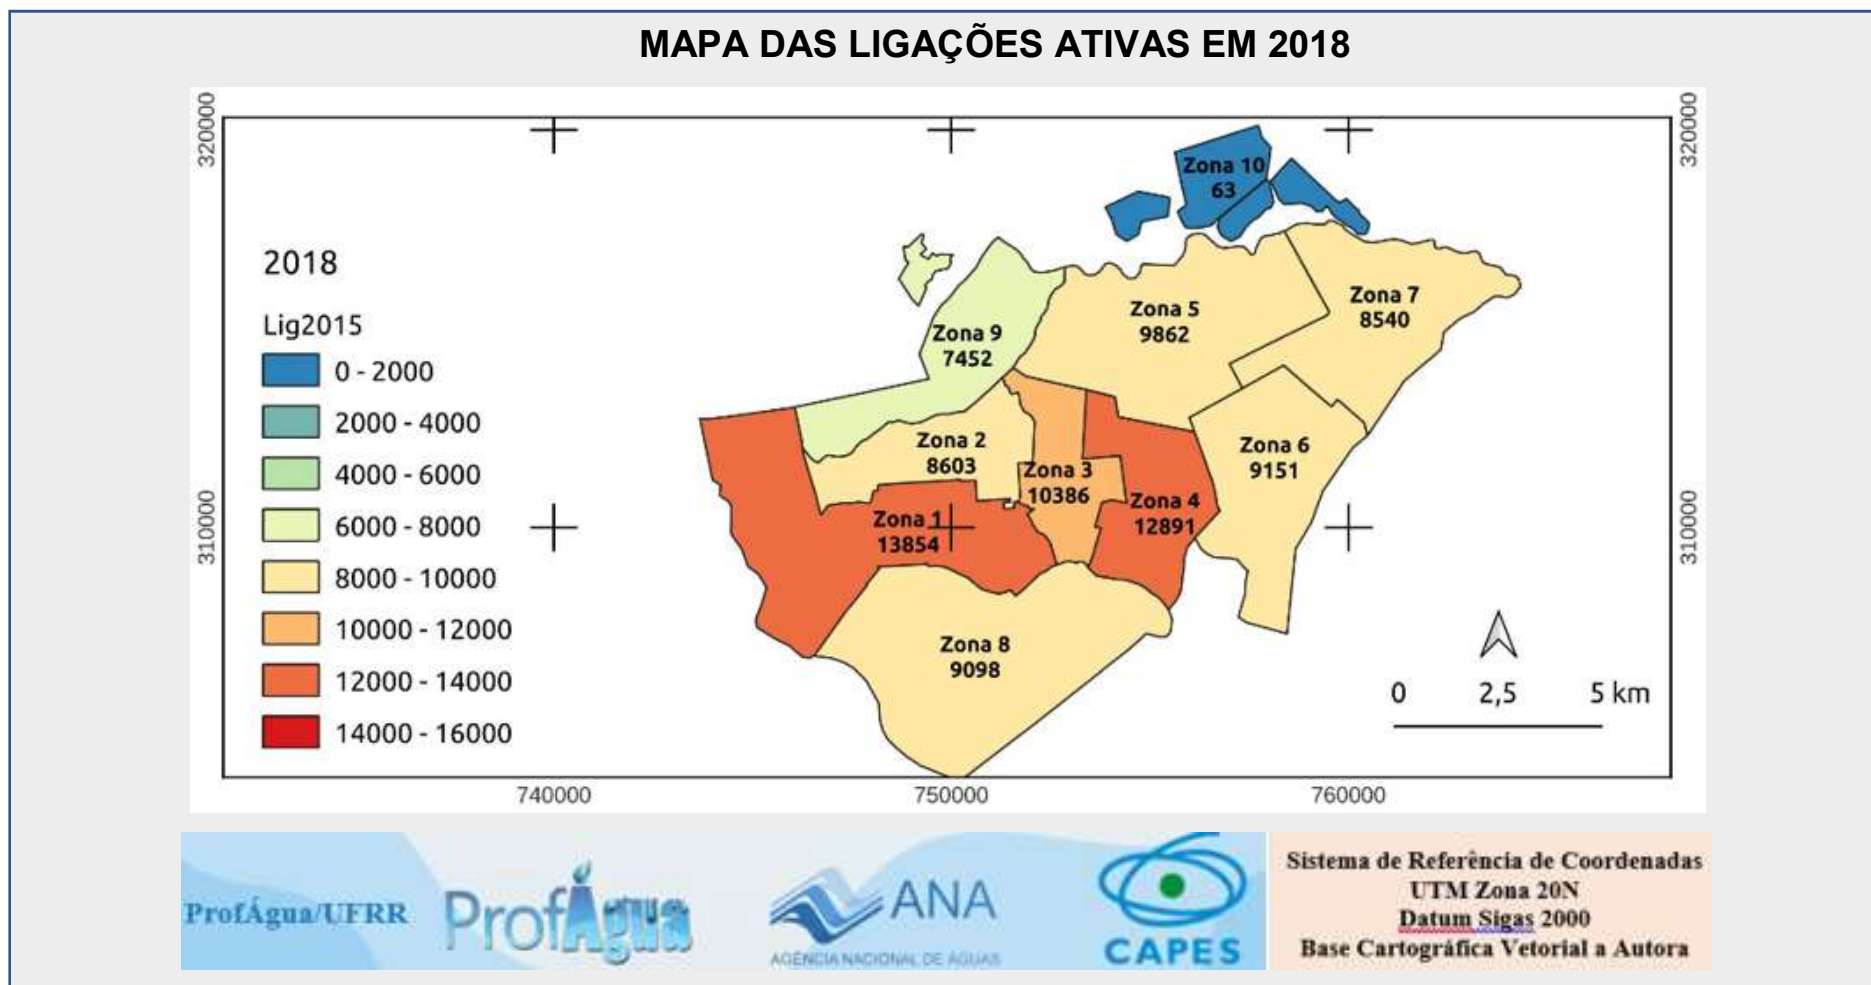 MAPA DAS LIGAÇÕES ATIVAS EM 2018
320000
320000
Zona 10
63
2018
Lig2015
0 - 2000
2000 - 4000
4000 - 6000
6000 - 8000
8000 - 10000
10000 - 12000
12000 - 14000
14000 - 16000
Zona 5
9862
Zona 7
8540
Zona 9
7452
Zona 2
8603
Zona 6
9151
Zona 3
10386
Zona 4
12891
Zona 1
13854
310000
310000
Zona 8
9098
0 2,5 5 km
740000 750000 760000
ProfÁgua/UFRR
ProfÁgua
ANA
AGÊNCIA NACIONAL DE ÁGUAS
CAPES
Sistema de Referência de Coordenadas
UTM Zona 20N
Datum Sigas 2000
Base Cartográfica Vetorial a Autora